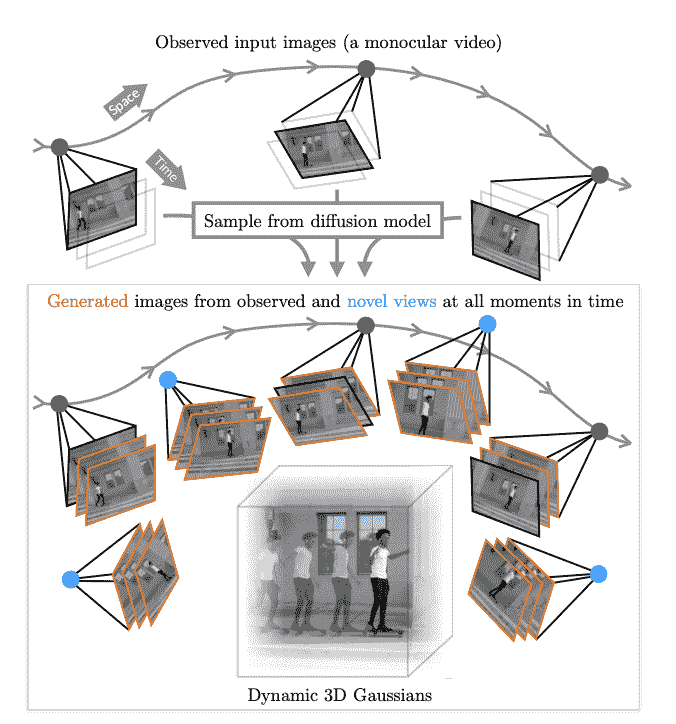 Observed input images (a monocular video)
Space
Time
Sample from diffusion model
Generated images from observed and novel views at all moments in time
Dynamic 3D Gaussians